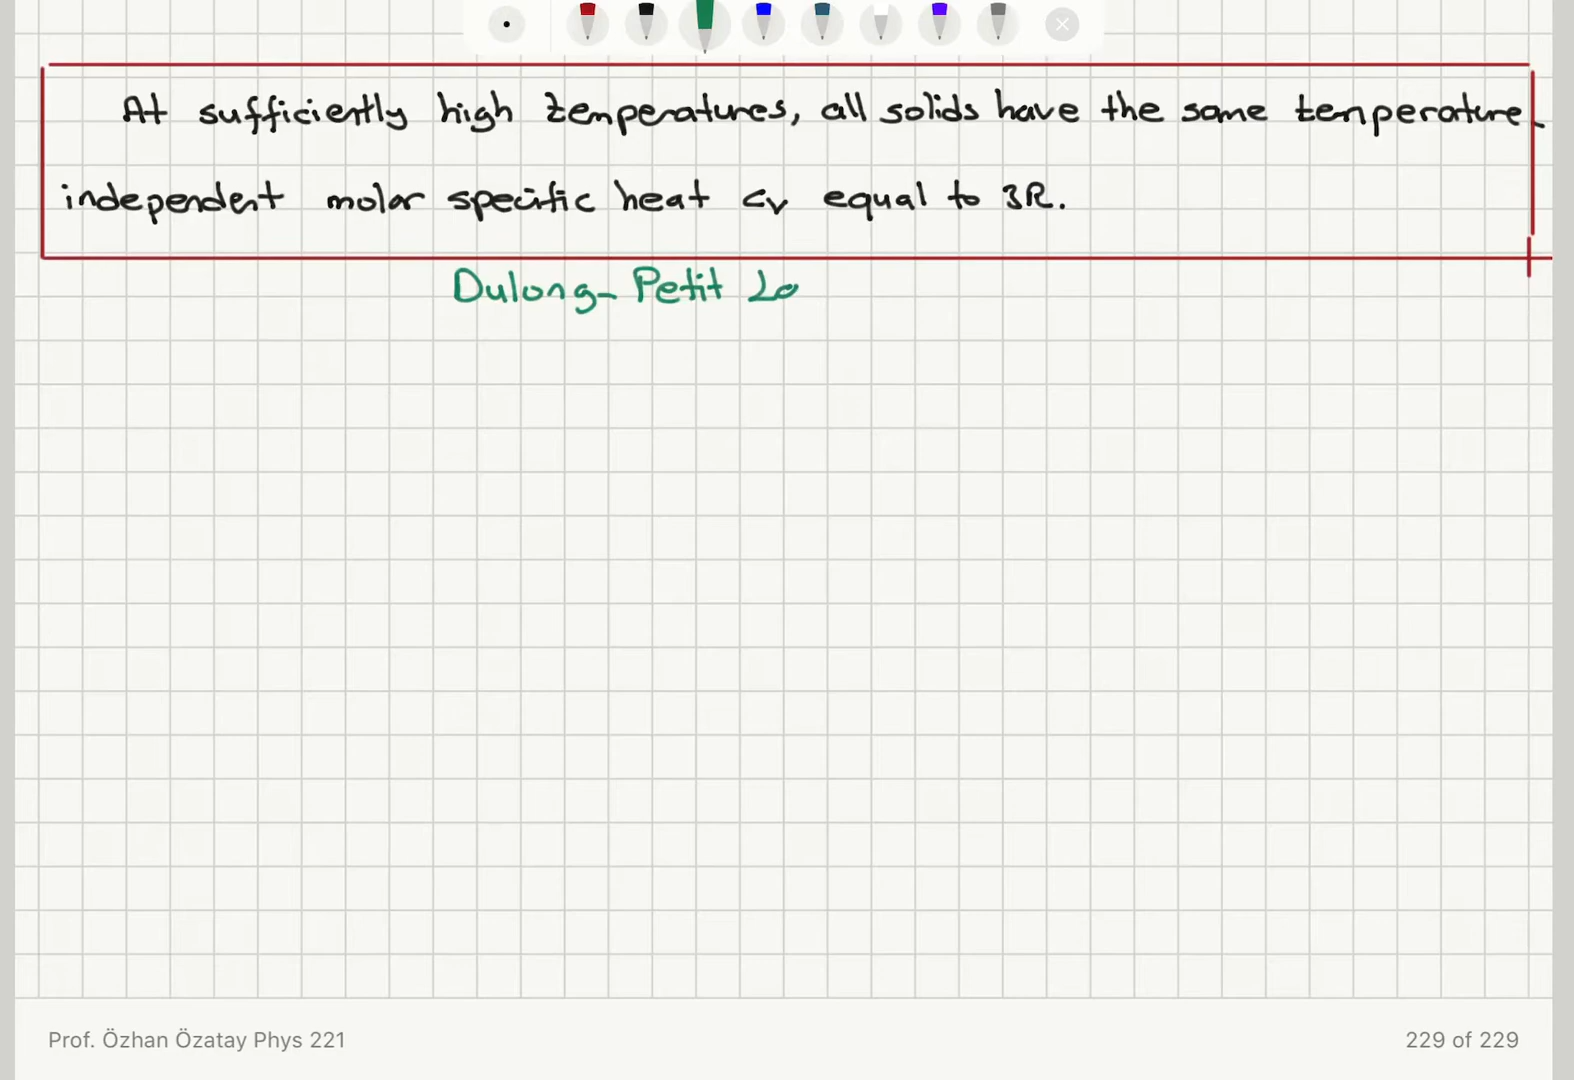 At sufficiently high temperatures, all solids have the same temperature-
independent molar specific heat cv equal to 3R.
Dulong-Petit La
Prof. Özhan Özatay Phys 221
229 of 229